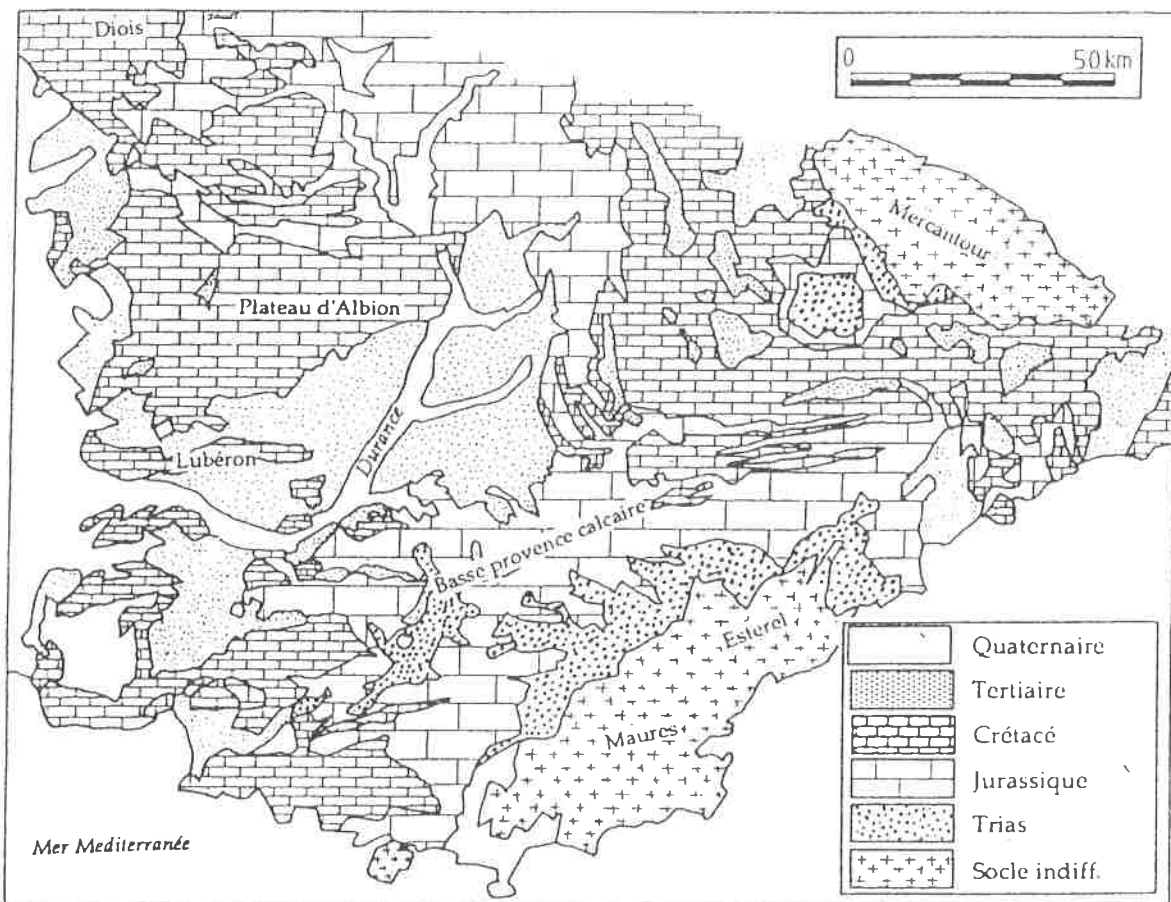 Diois
0 50 km
Mercantour
Plateau d'Albion
Durance
Lubéron
Basse provence calcaire
Esterel
Maures
Mer Mediterranée
Quaternaire
Tertiaire
Crétacé
Jurassique
Trias
Socle indiff.